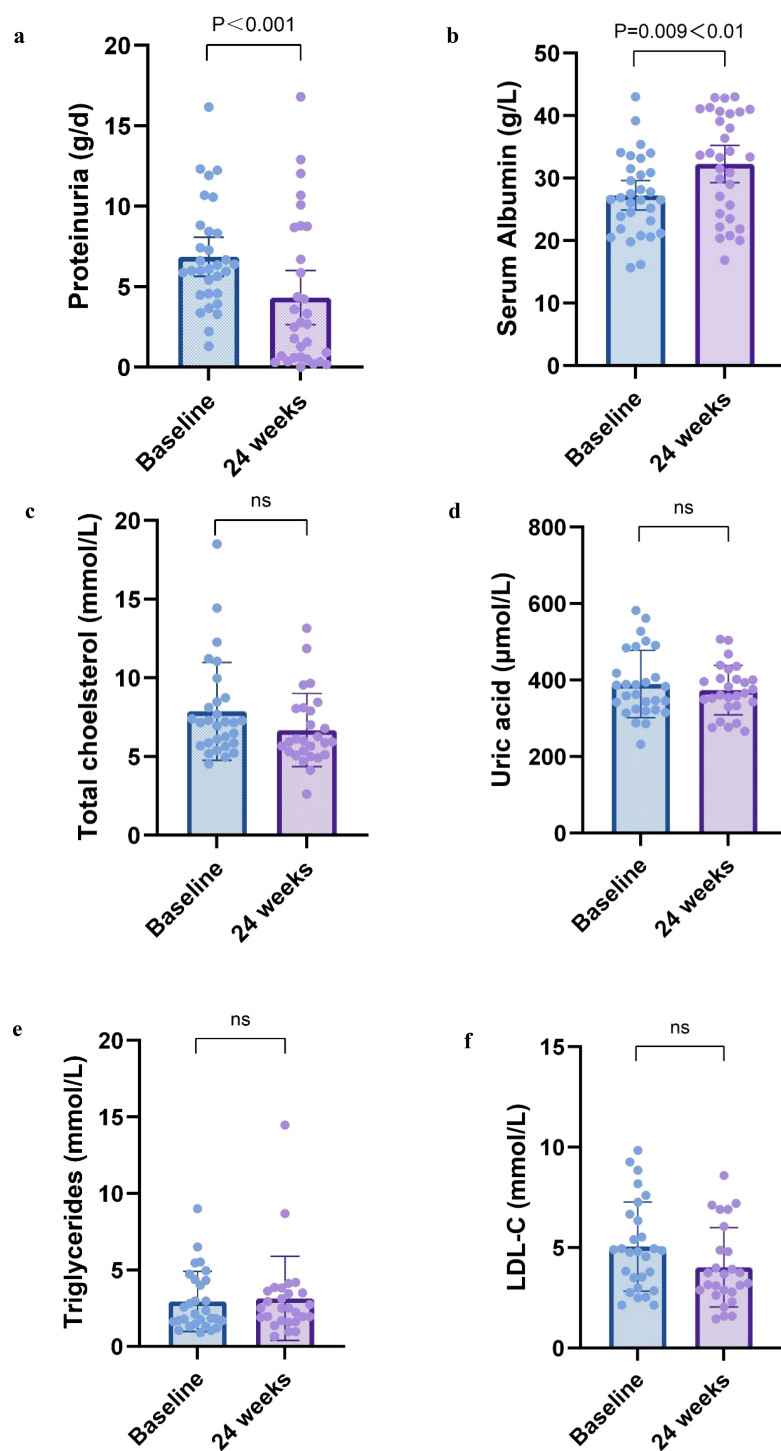 a
P＜0.001
Proteinuria (g/d)
20
15
10
5
0
Baseline
24 weeks
b
P=0.009＜0.01
Serum Albumin (g/L)
50
40
30
20
10
0
Baseline
24 weeks
c
ns
Total choelsterol (mmol/L)
20
15
10
5
0
Baseline
24 weeks
d
ns
Uric acid (μmol/L)
800
600
400
200
0
Baseline
24 weeks
e
ns
Triglycerides (mmol/L)
20
15
10
5
0
Baseline
24 weeks
f
ns
LDL-C (mmol/L)
15
10
5
0
Baseline
24 weeks